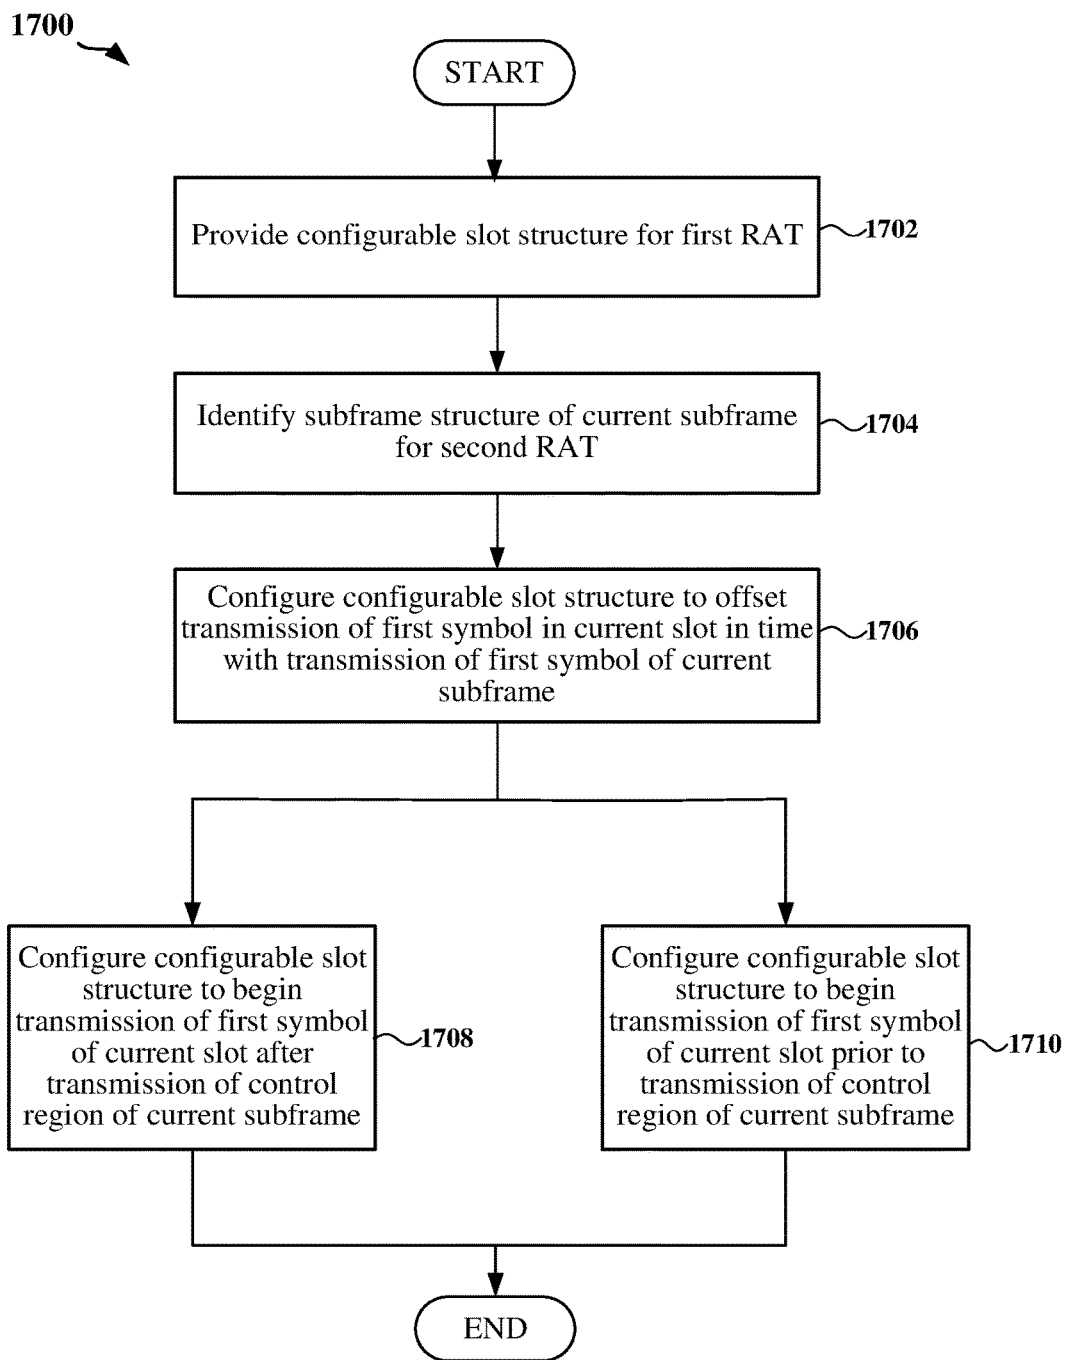 1700
START
Provide configurable slot structure for first RAT
1702
Identify subframe structure of current subframe
for second RAT
1704
Configure configurable slot structure to offset
transmission of first symbol in current slot in time
with transmission of first symbol of current
subframe
1706
Configure configurable slot
structure to begin
transmission of first symbol
of current slot after
transmission of control
region of current subframe
1708
Configure configurable slot
structure to begin
transmission of first symbol
of current slot prior to
transmission of control
region of current subframe
1710
END